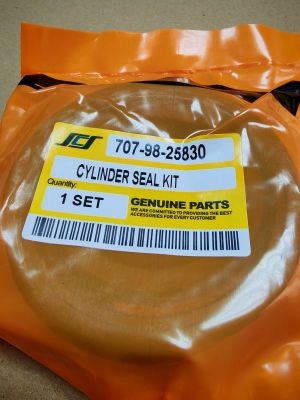 707-98-25830
CYLINDER SEAL KIT
Quantity:
1 SET
GENUINE PARTS
WE ARE COMMITTED TO PROVIDING THE BEST
ACCESSORIES FOR EVERY CUSTOMER